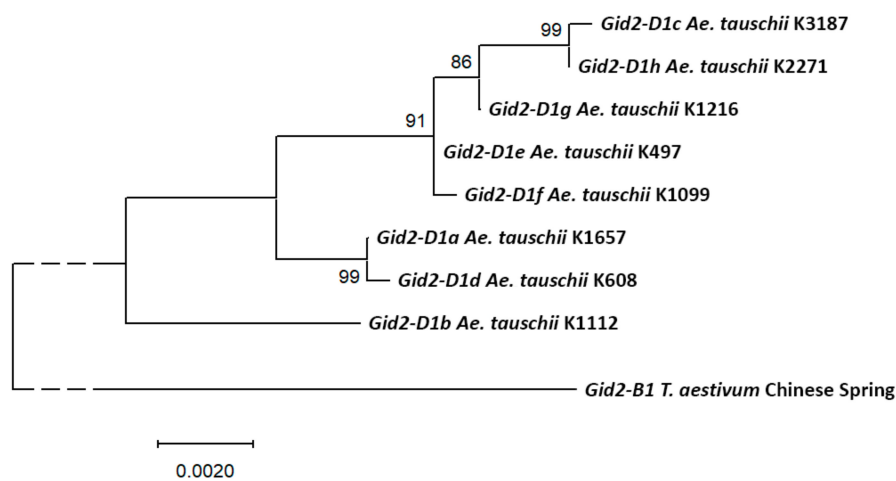 99 Gid2-D1c Ae. tauschii K3187
86 Gid2-D1h Ae. tauschii K2271
Gid2-D1g Ae. tauschii K1216
91
Gid2-D1e Ae. tauschii K497
Gid2-D1f Ae. tauschii K1099
Gid2-D1a Ae. tauschii K1657
99 Gid2-D1d Ae. tauschii K608
Gid2-D1b Ae. tauschii K1112
Gid2-B1 T. aestivum Chinese Spring
0.0020